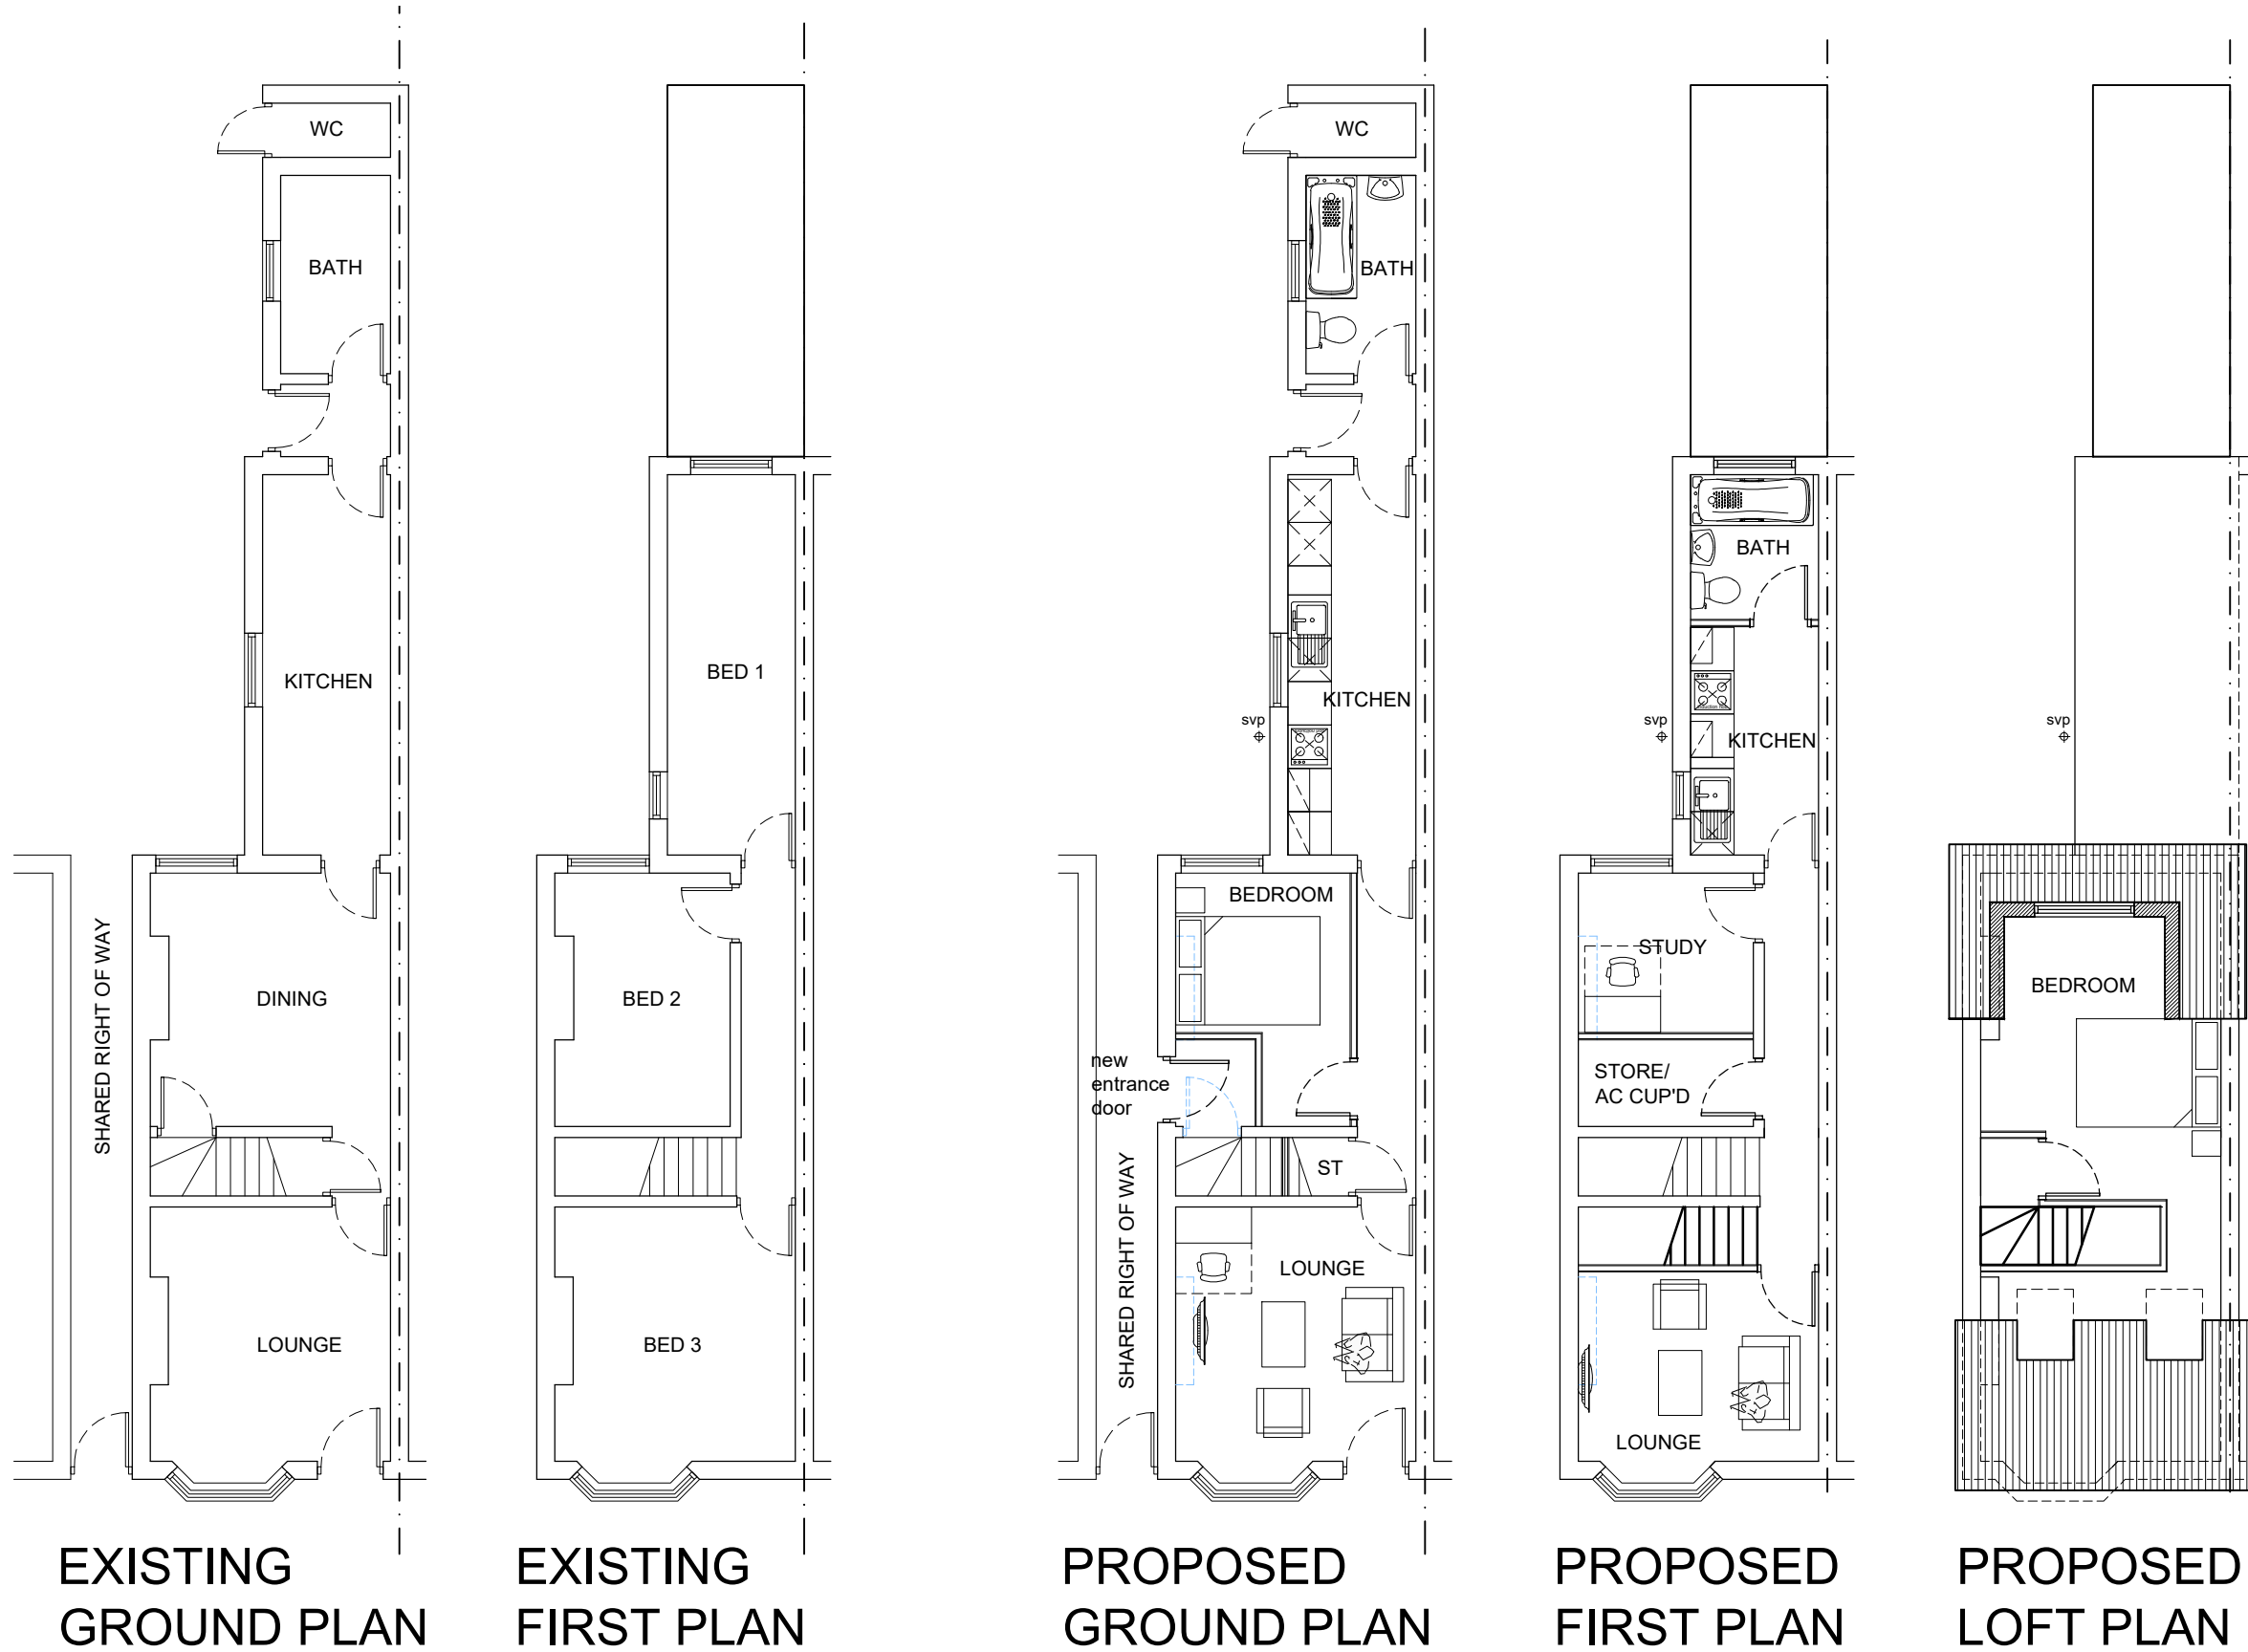 WC
BATH
KITCHEN
DINING
SHARED RIGHT OF WAY
LOUNGE
EXISTING
GROUND PLAN
BED 1
BED 2
BED 3
EXISTING
FIRST PLAN
WC
BATH
KITCHEN
svp
BEDROOM
new
entrance
door
ST
SHARED RIGHT OF WAY
LOUNGE
PROPOSED
GROUND PLAN
BATH
svp
KITCHEN
STUDY
STORE/
AC CUP'D
LOUNGE
PROPOSED
FIRST PLAN
svp
BEDROOM
PROPOSED
LOFT PLAN